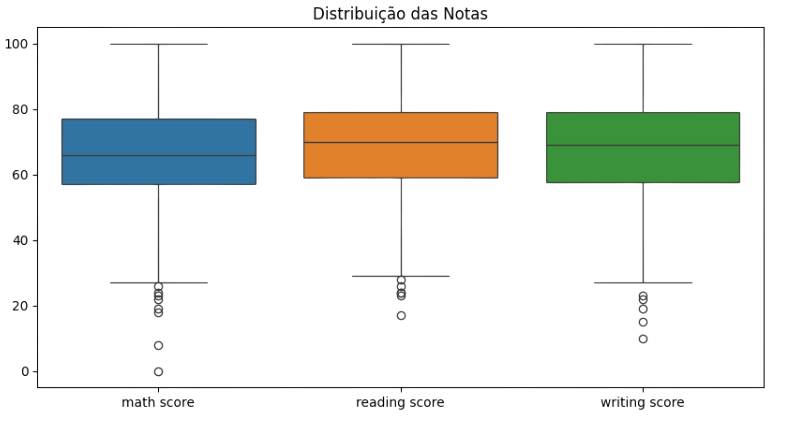 Distribuição das Notas
100
80
60
40
20
0
math score
reading score
writing score